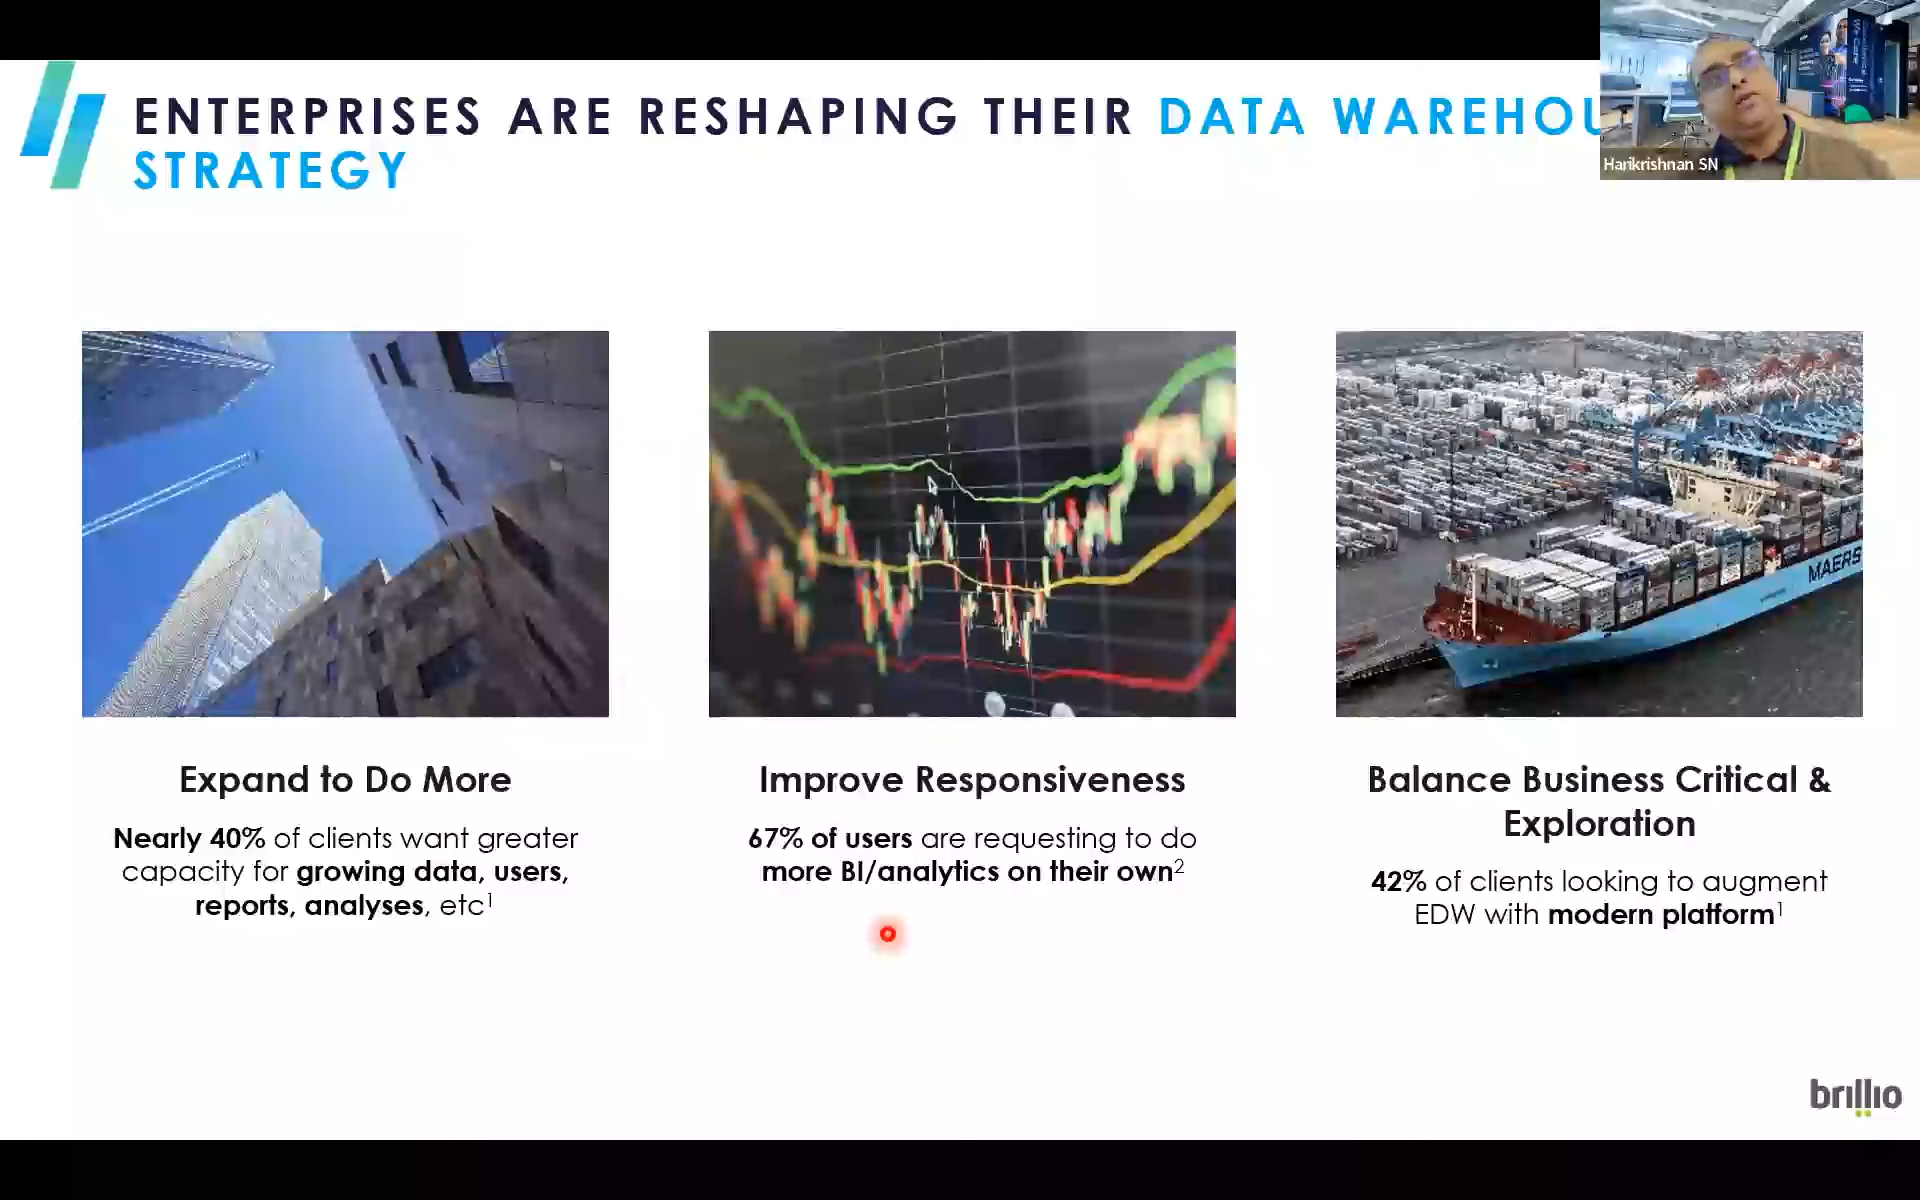 ENTERPRISES ARE RESHAPING THEIR DATA WAREHOU
STRATEGY
Harikrishnan SN
MAERS
Expand to Do More
Nearly 40% of clients want greater
capacity for growing data, users,
reports, analyses, etc1
Improve Responsiveness
67% of users are requesting to do
more BI/analytics on their own2
Balance Business Critical &
Exploration
42% of clients looking to augment
EDW with modern platform1
brillio